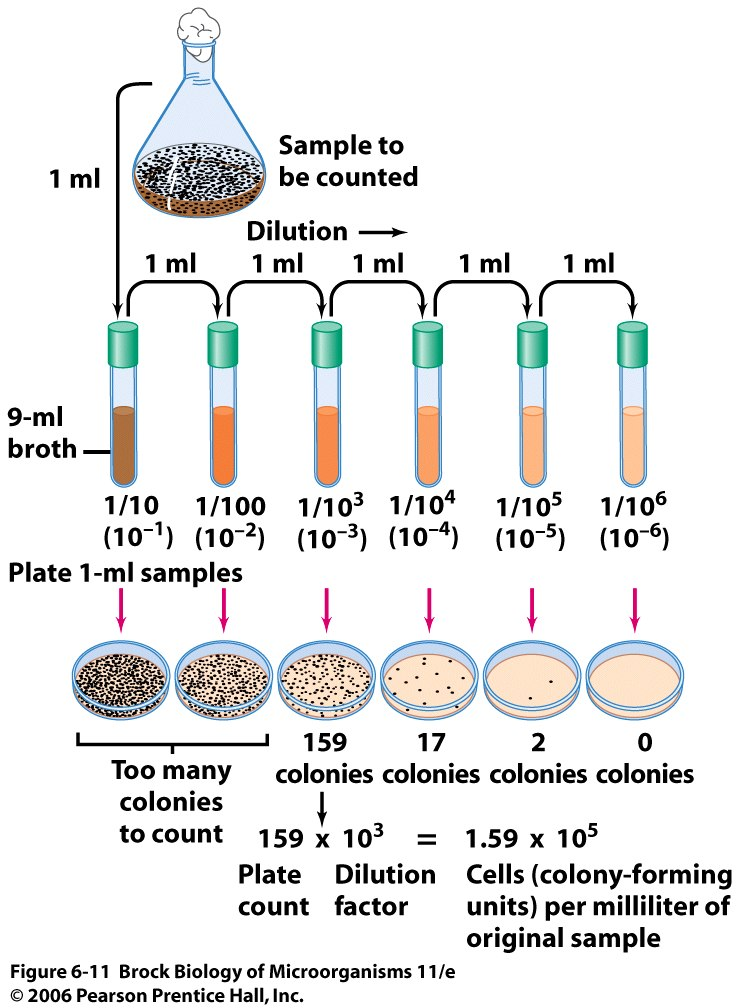 Sample to
be counted
1 ml
Dilution →
1 ml 1 ml 1 ml 1 ml 1 ml
9-ml
broth
1/10 1/100 1/10³ 1/10⁴ 1/10⁵ 1/10⁶
(10⁻¹) (10⁻²) (10⁻³) (10⁻⁴) (10⁻⁵) (10⁻⁶)
Plate 1-ml samples
Too many
colonies
to count
159
colonies
17
colonies
2
colonies
0
colonies
159 x 10³ = 1.59 x 10⁵
Plate
count
Dilution
factor
Cells (colony-forming
units) per milliliter of
original sample
Figure 6-11 Brock Biology of Microorganisms 11/e
© 2006 Pearson Prentice Hall, Inc.